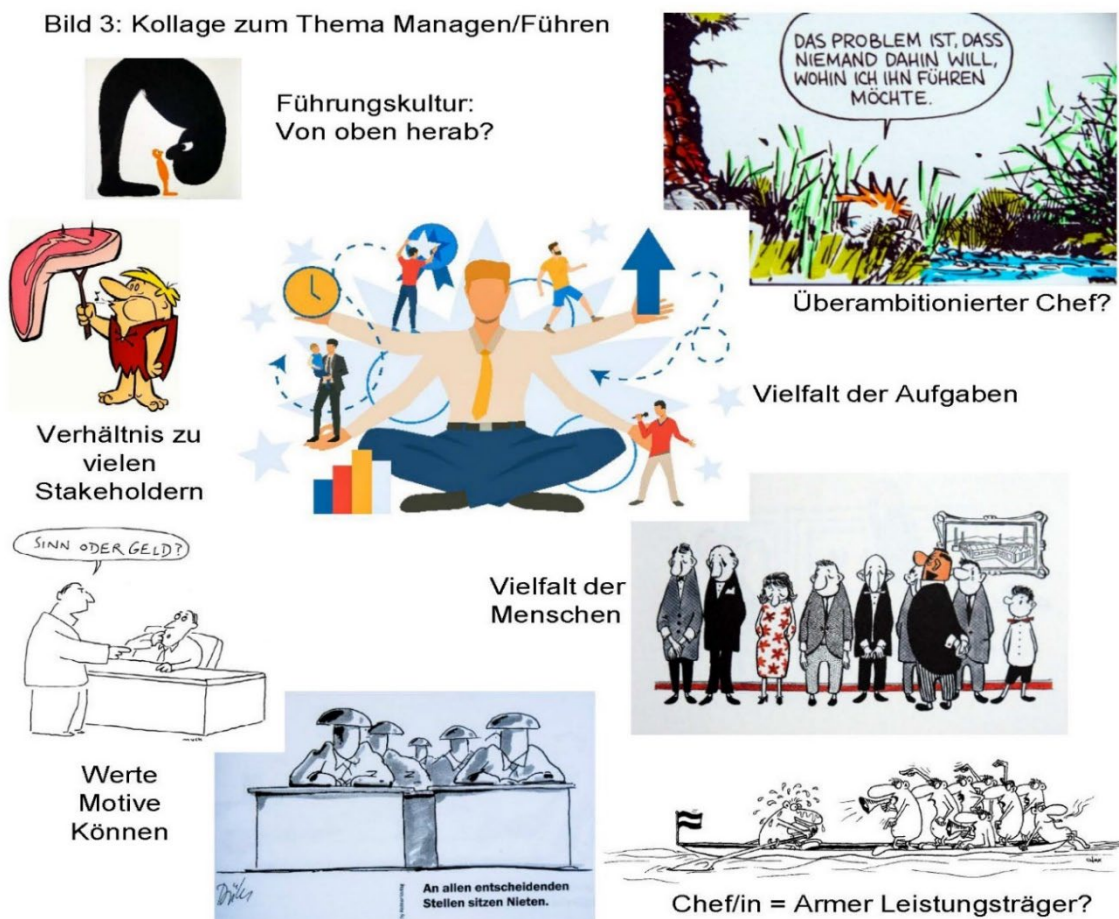 Bild 3: Kollage zum Thema Managen/Führen
Führungskultur:
Von oben herab?
DAS PROBLEM IST, DASS
NIEMAND DAHIN WILL,
WOHIN ICH IHN FÜHREN
MÖCHTE.
Überambitionierter Chef?
Vielfalt der Aufgaben
Verhältnis zu
vielen
Stakeholdern
SINN ODER GELD?
Vielfalt der
Menschen
Werte
Motive
Können
An allen entscheidenden
Stellen sitzen Nieten.
Chef/in = Armer Leistungsträger?